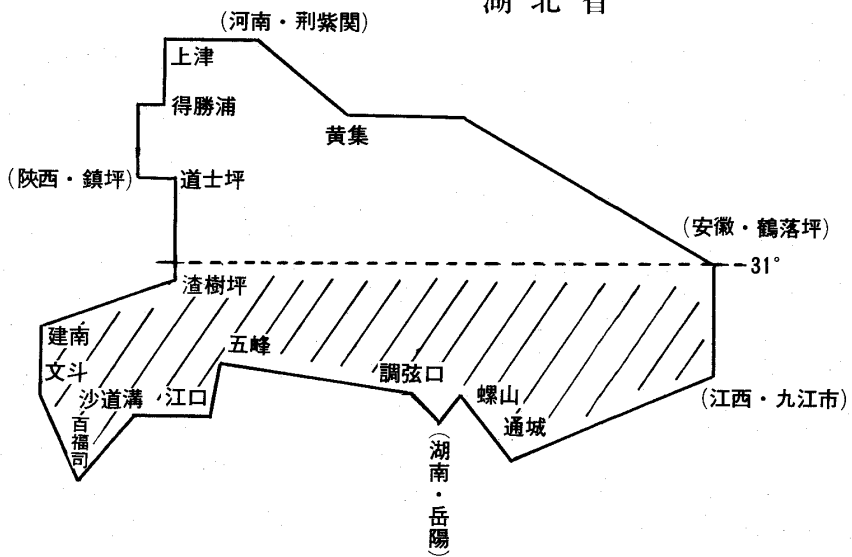 湖北省
(河南・荆紫関)
上津
得勝浦
黄集
(陝西・鎮坪)
道士坪
(安徽・鶴落坪)
31°
渣樹坪
建南
五峰
文斗
調弦口
沙道溝
江口
螺山
(江西・九江市)
百福司
通城
(湖南・岳陽)